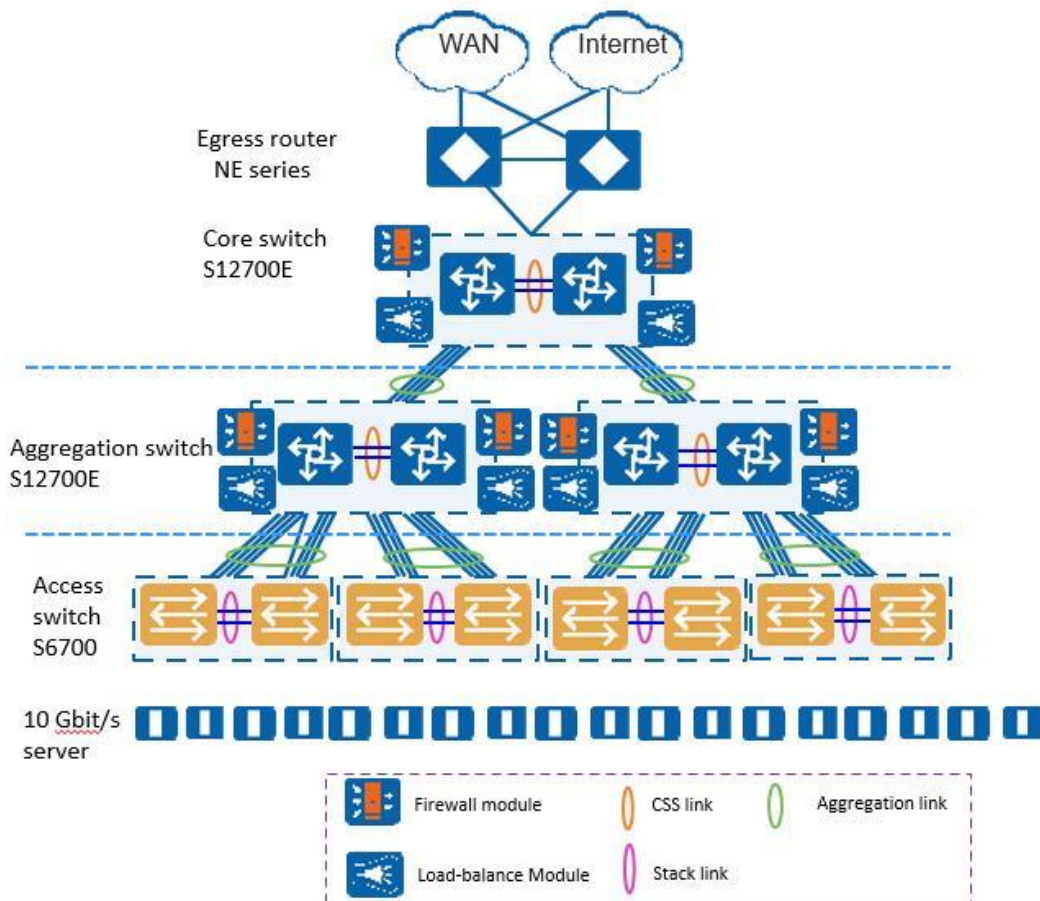 WAN
Internet
Egress router
NE series
Core switch
S12700E
Aggregation switch
S12700E
Access
switch
S6700
10 Gbit/s
server
Firewall module
CSS link
Aggregation link
Load-balance Module
Stack link